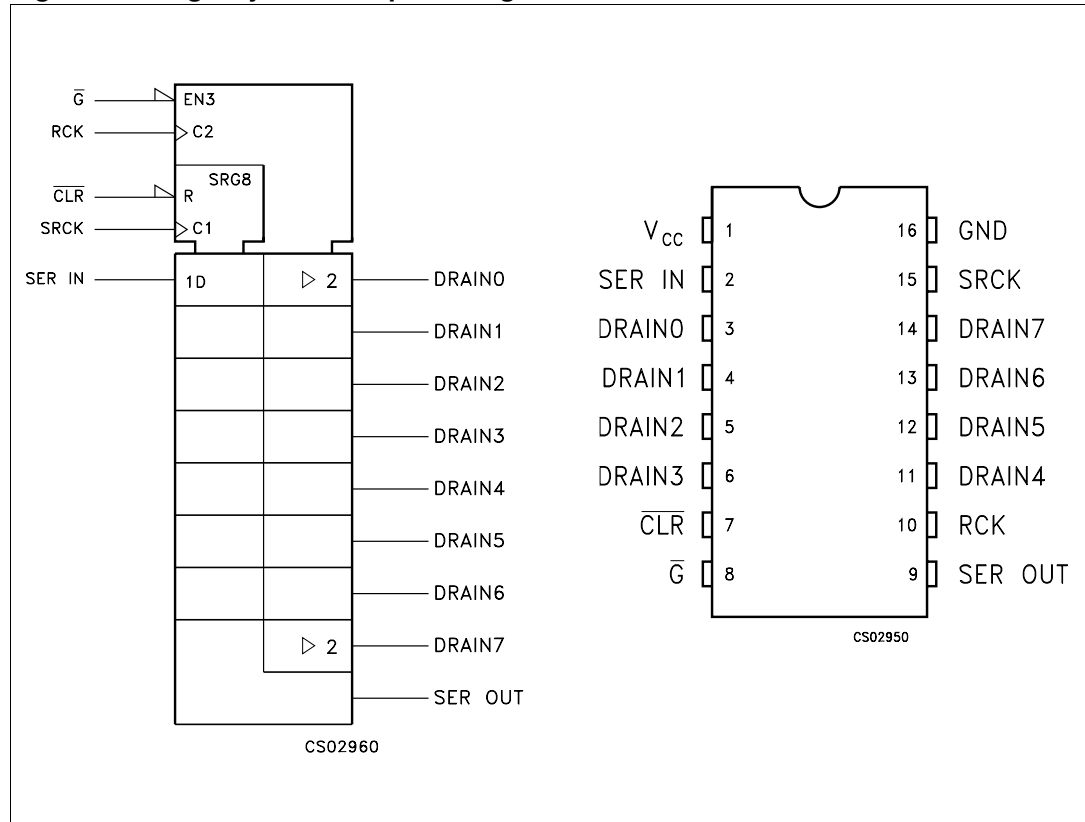 G̅
EN3
RCK
C2
SRG8
C̅L̅R̅
R
SRCK
C1
SER IN
1D
2
DRAIN0
DRAIN1
DRAIN2
DRAIN3
DRAIN4
DRAIN5
DRAIN6
2
DRAIN7
SER OUT
CS02960
VCC
1
16
GND
SER IN
2
15
SRCK
DRAIN0
3
14
DRAIN7
DRAIN1
4
13
DRAIN6
DRAIN2
5
12
DRAIN5
DRAIN3
6
11
DRAIN4
C̅L̅R̅
7
10
RCK
G̅
8
9
SER OUT
CS02950